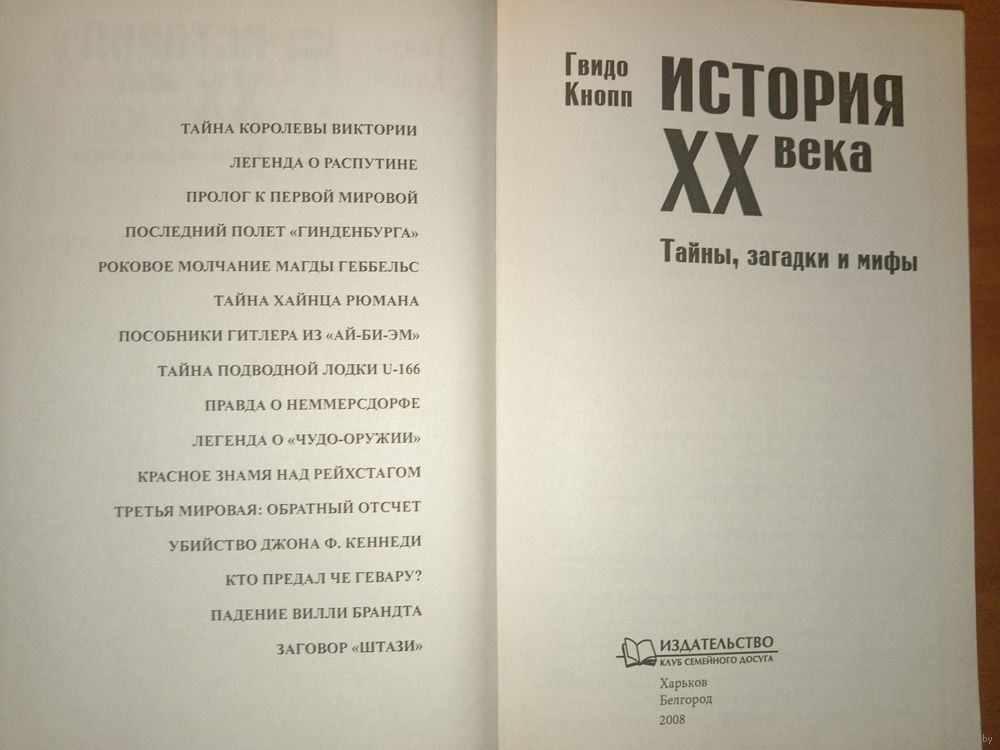 ТАЙНА КОРОЛЕВЫ ВИКТОРИИ
ЛЕГЕНДА О РАСПУТИНЕ
ПРОЛОГ К ПЕРВОЙ МИРОВОЙ
ПОСЛЕДНИЙ ПОЛЕТ «ГИНДЕНБУРГА»
РОКОВОЕ МОЛЧАНИЕ МАГДЫ ГЕББЕЛЬС
ТАЙНА ХАЙНЦА РЮМАНА
ПОСОБНИКИ ГИТЛЕРА ИЗ «АЙ-БИ-ЭМ»
ТАЙНА ПОДВОДНОЙ ЛОДКИ U-166
ПРАВДА О НЕММЕРСДОРФЕ
ЛЕГЕНДА О «ЧУДО-ОРУЖИИ»
КРАСНОЕ ЗНАМЯ НАД РЕЙХСТАГОМ
ТРЕТЬЯ МИРОВАЯ: ОБРАТНЫЙ ОТСЧЕТ
УБИЙСТВО ДЖОНА Ф. КЕННЕДИ
КТО ПРЕДАЛ ЧЕ ГЕВАРУ?
ПАДЕНИЕ ВИЛЛИ БРАНДТА
ЗАГОВОР «ШТАЗИ»
Гвидо
Кнопп
ИСТОРИЯ
XX века
Тайны, загадки и мифы
ИЗДАТЕЛЬСТВО
КЛУБ СЕМЕЙНОГО ДОСУГА
Харьков
Белгород
2008